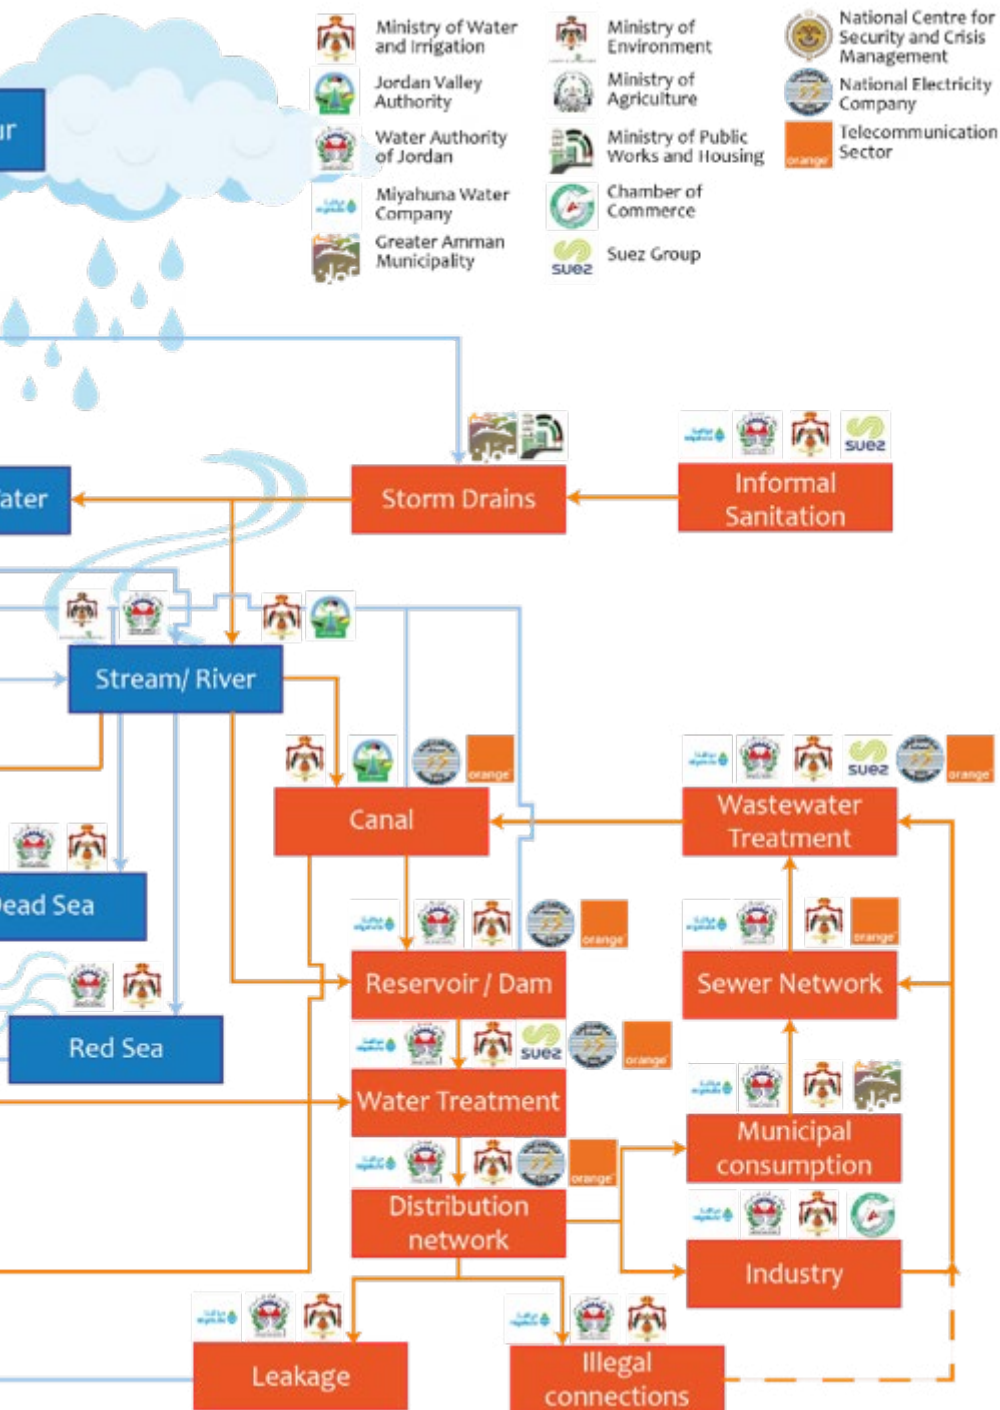 Ministry of Water
and Irrigation
Jordan Valley
Authority
Water Authority
of Jordan
Miyahuna Water
Company
Greater Amman
Municipality
Ministry of
Environment
Ministry of
Agriculture
Ministry of Public
Works and Housing
Chamber of
Commerce
suez
Suez Group
National Centre for
Security and Crisis
Management
National Electricity
Company
orange
Telecommunication
Sector
suez
Storm Drains
Informal
Sanitation
Stream/ River
orange
suez
orange
Canal
Wastewater
Treatment
Dead Sea
orange
orange
Reservoir / Dam
Sewer Network
Red Sea
suez
orange
Water Treatment
Municipal
consumption
orange
Distribution
network
Industry
Leakage
Illegal
connections